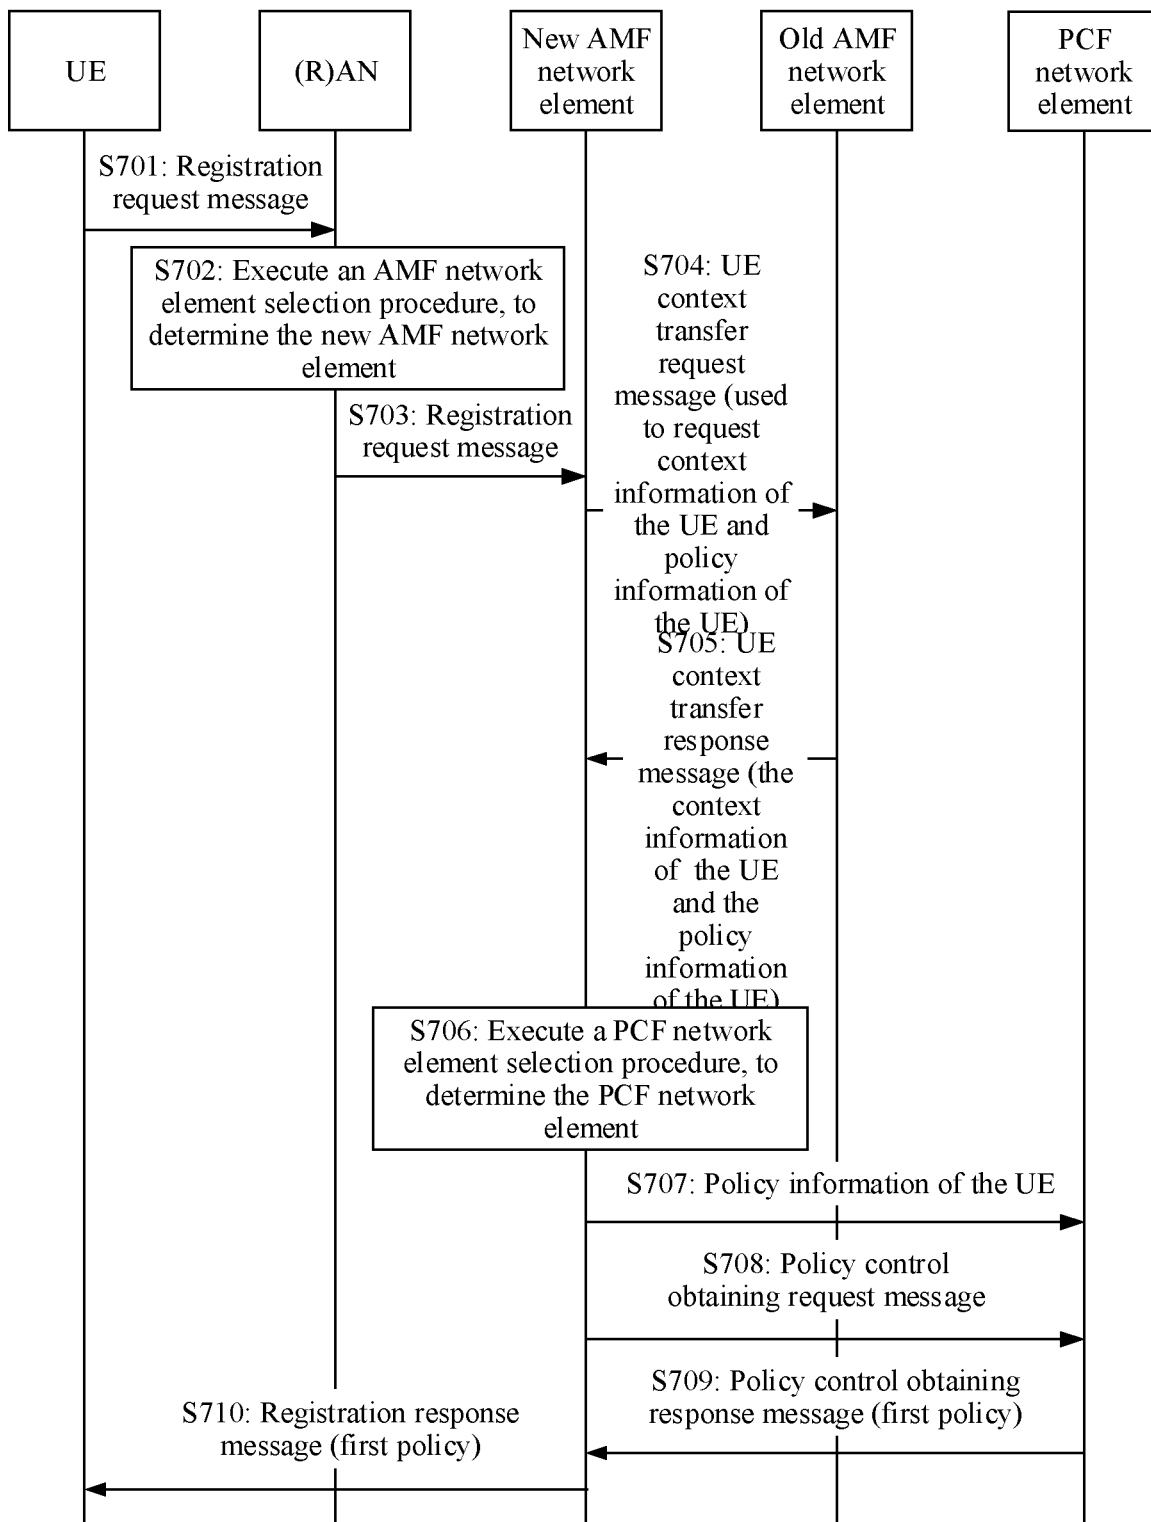 UE
(R)AN
New AMF
network
element
Old AMF
network
element
PCF
network
element
S701: Registration
request message
S702: Execute an AMF network
element selection procedure, to
determine the new AMF network
element
S703: Registration
request message
S704: UE
context
transfer
request
message (used
to request
context
information of
the UE and
policy
information of
the UE)
S705: UE
context
transfer
response
message (the
context
information
of the UE
and the
policy
information
of the UE)
S706: Execute a PCF network
element selection procedure, to
determine the PCF network
element
S707: Policy information of the UE
S708: Policy control
obtaining request message
S709: Policy control obtaining
response message (first policy)
S710: Registration response
message (first policy)